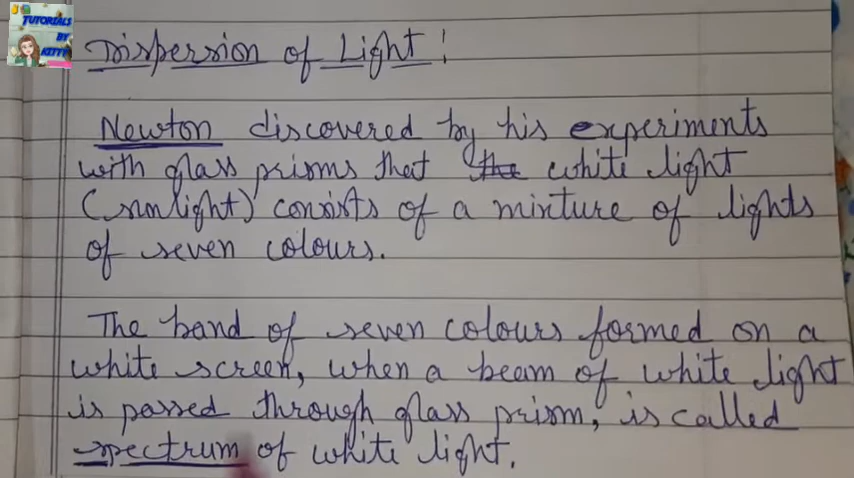 TUTORIALS
BY
KITTY
Dispersion of Light!
Newton discovered by his experiments
with glass prisms that the white light
(sunlight) consists of a mixture of lights
of seven colours.
The band of seven colours formed on a
white screen, when a beam of white light
is passed through glass prism, is called
spectrum of white light.